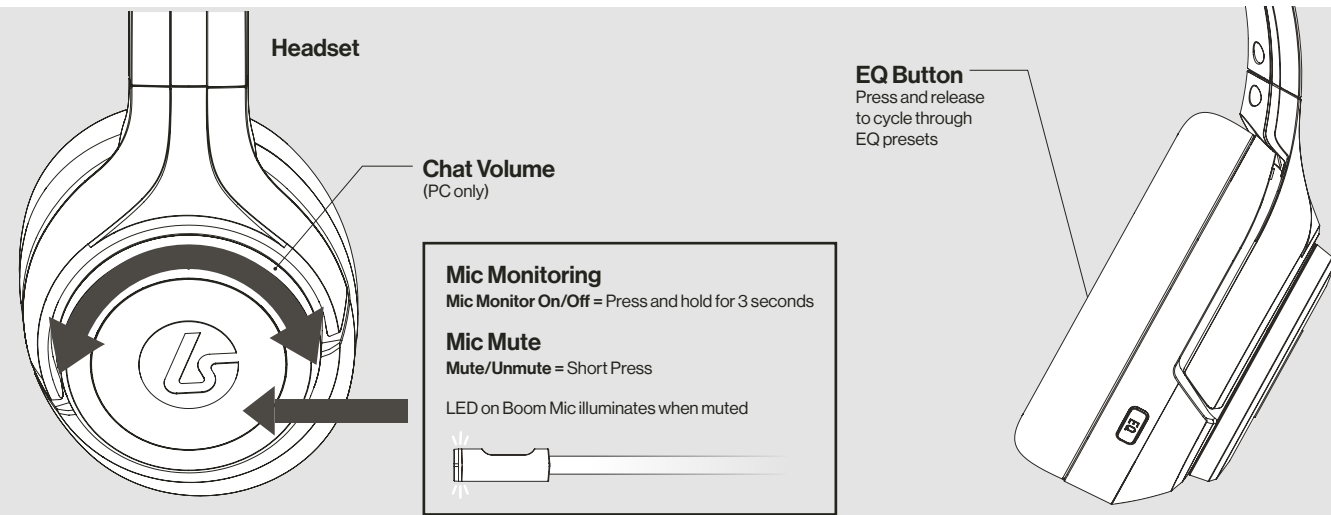 Headset
Chat Volume
(PC only)
Mic Monitoring
Mic Monitor On/Off = Press and hold for 3 seconds
Mic Mute
Mute/Unmute = Short Press
LED on Boom Mic illuminates when muted
EQ Button
Press and release
to cycle through
EQ presets
EQ